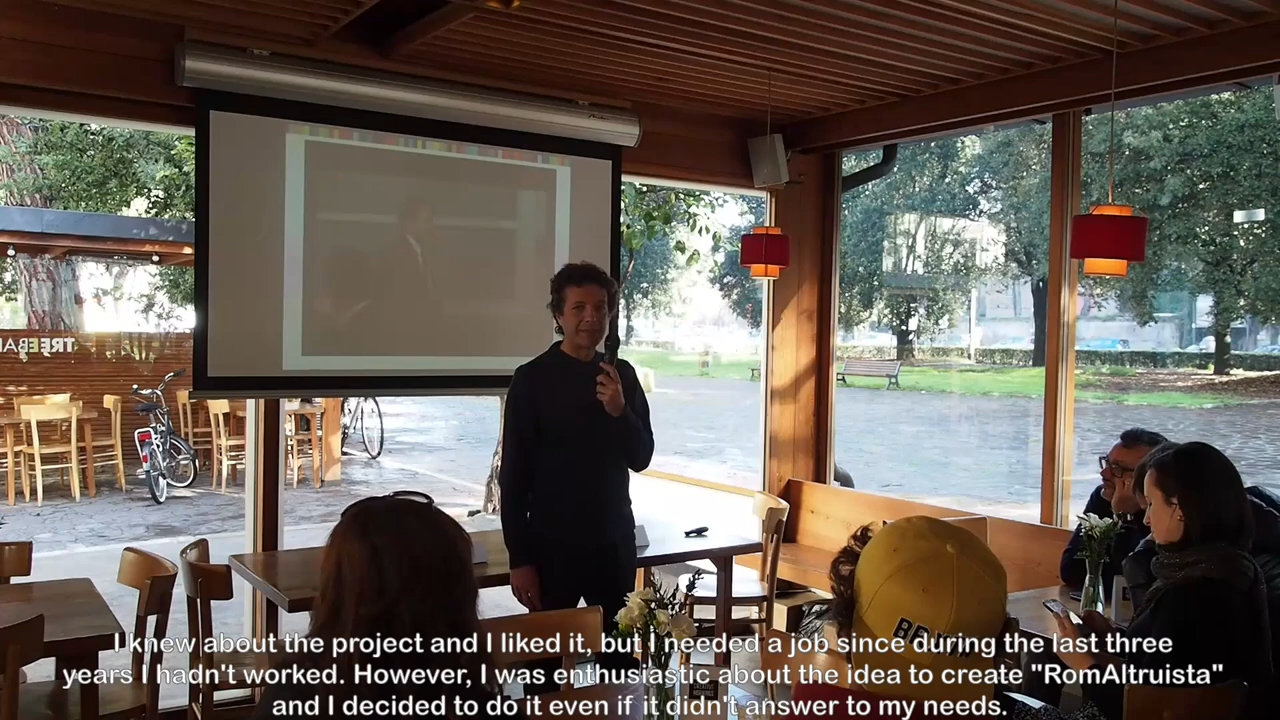 TREEBAR
I knew about the project and I liked it, but I needed a job since during the last three
years I hadn't worked. However, I was enthusiastic about the idea to create "RomAltruista"
and I decided to do it even if it didn't answer to my needs.